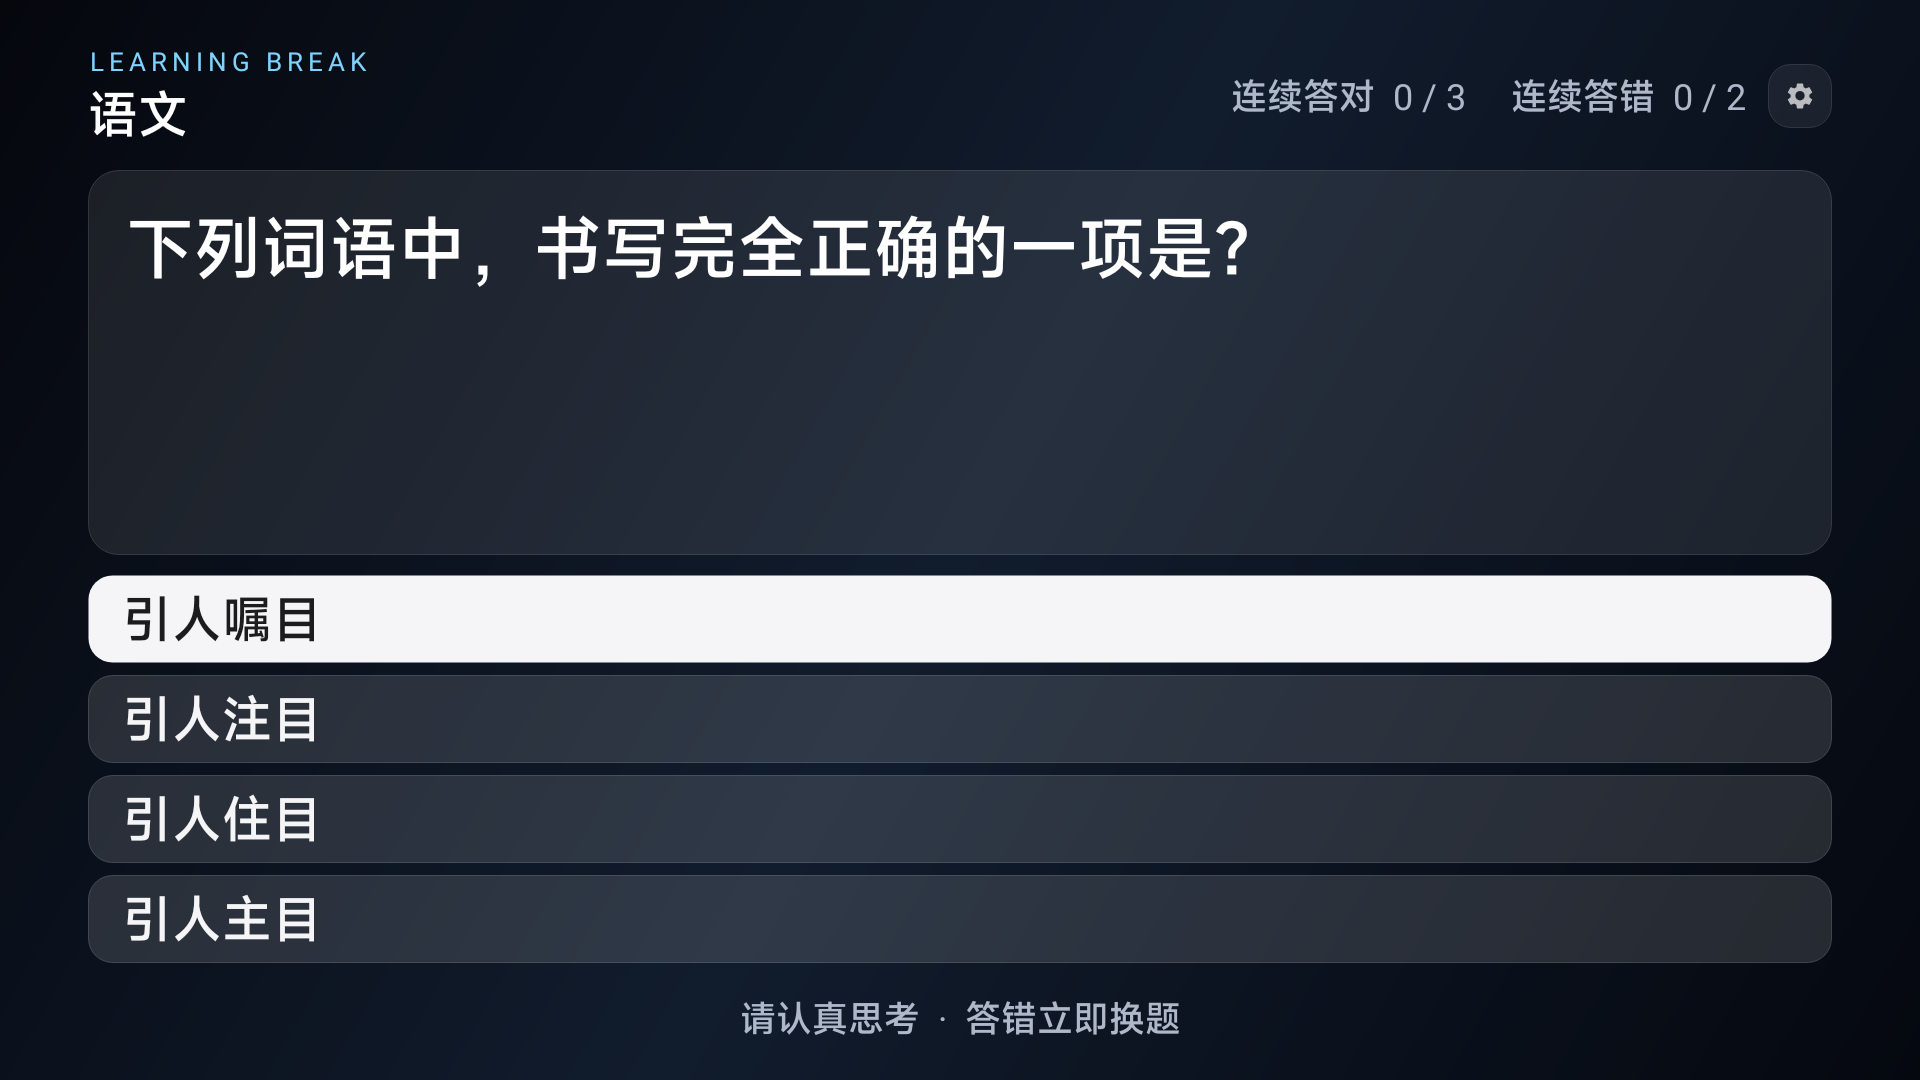 LEARNING BREAK
语文
连续答对 0 / 3 连续答错 0 / 2
下列词语中，书写完全正确的一项是？
引人嘱目
引人注目
引人住目
引人主目
请认真思考 · 答错立即换题